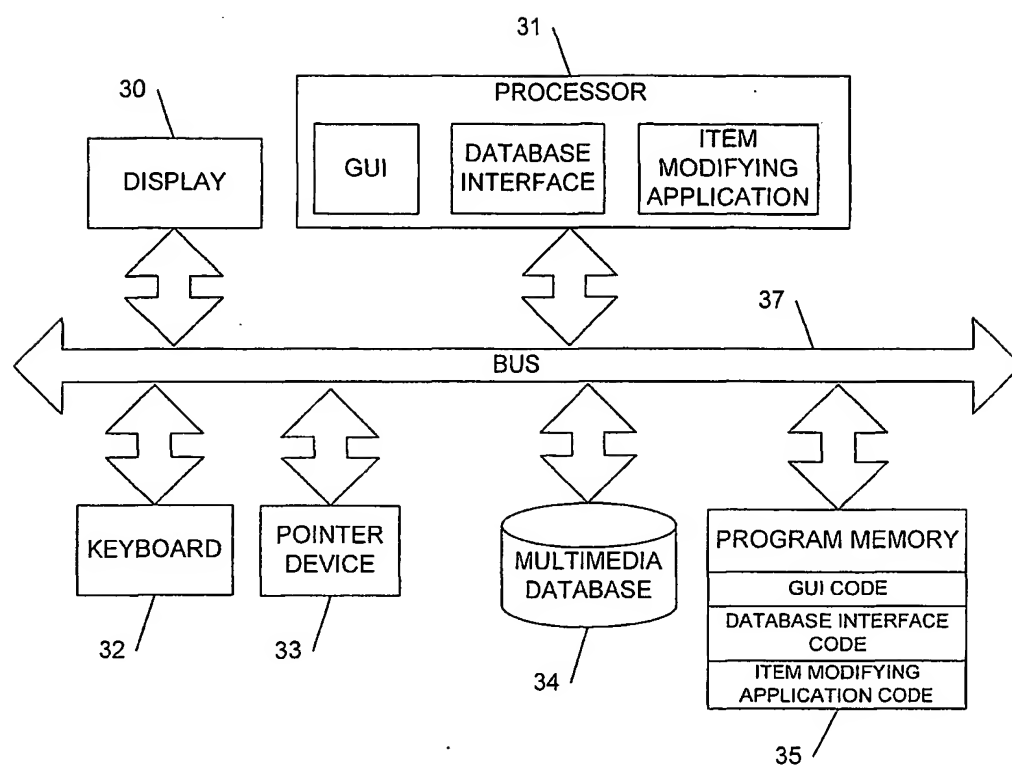 31
30
PROCESSOR
DISPLAY
GUI
DATABASE
INTERFACE
ITEM
MODIFYING
APPLICATION
37
BUS
KEYBOARD
POINTER
DEVICE
MULTIMEDIA
DATABASE
PROGRAM MEMORY
GUI CODE
DATABASE INTERFACE
CODE
ITEM MODIFYING
APPLICATION CODE
32
33
34
35